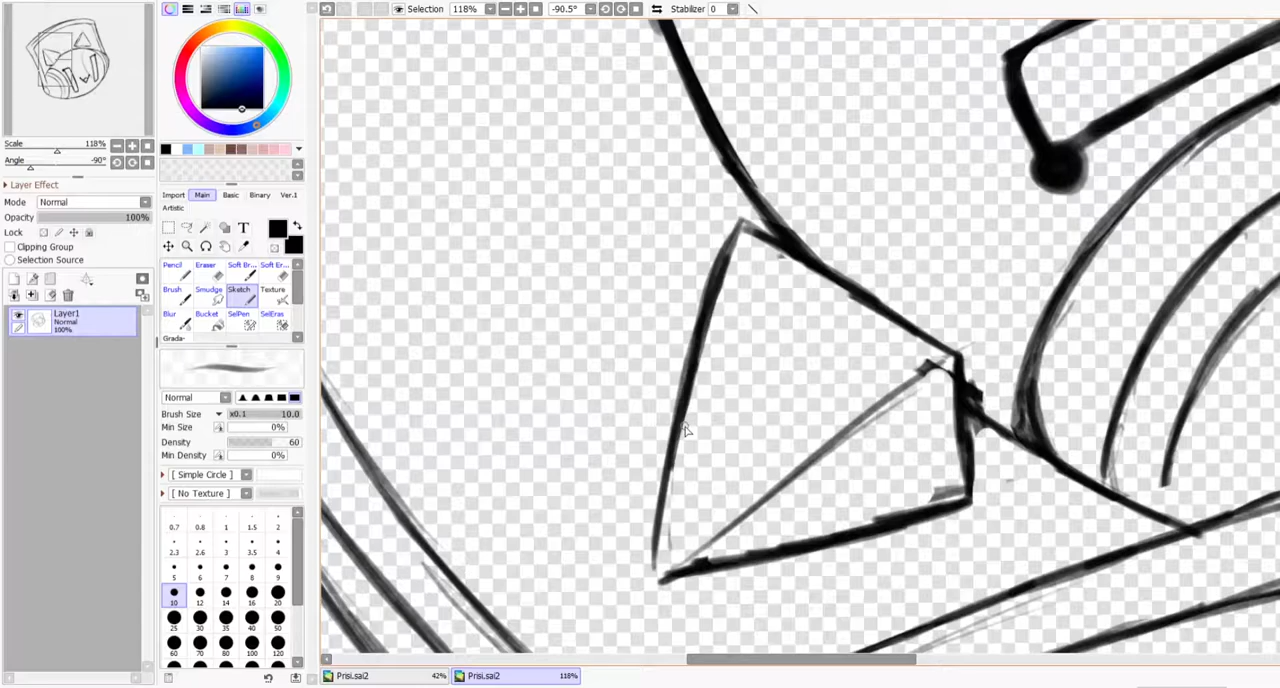 Selection 118% -90.5° Stabilizer 0
Scale 118%
Angle -90°
Layer Effect
Mode Normal
Opacity 100%
Lock
Clipping Group
Selection Source
Layer1
Normal
100%
Import Main Basic Binary Ver.1
Artistic
T
Pencil Eraser Soft Br... Soft Er...
Brush Smudge Sketch Texture
Blur Bucket SelPen SelEras
Grada-
Normal
Brush Size x0.1 10.0
Min Size 0%
Density 60
Min Density 0%
[ Simple Circle ]
[ No Texture ]
0.7 0.8 1 1.5 2
2.3 2.6 3 3.5 4
5 6 7 8 9
10 12 14 16 20
25 30 35 40 50
60 70 80 100 120
Prisi.sai2 42% Prisi.sai2 118%